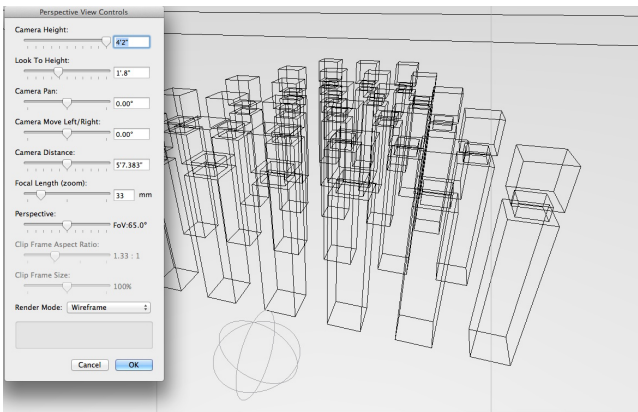 Perspective View Controls
Camera Height:
4'2"
Look To Height:
1'.8"
Camera Pan:
0.00°
Camera Move Left/Right:
0.00°
Camera Distance:
5'7.383"
Focal Length (zoom):
33 mm
Perspective:
FoV:65.0°
Clip Frame Aspect Ratio:
1.33 : 1
Clip Frame Size:
100%
Render Mode: Wireframe
Cancel OK